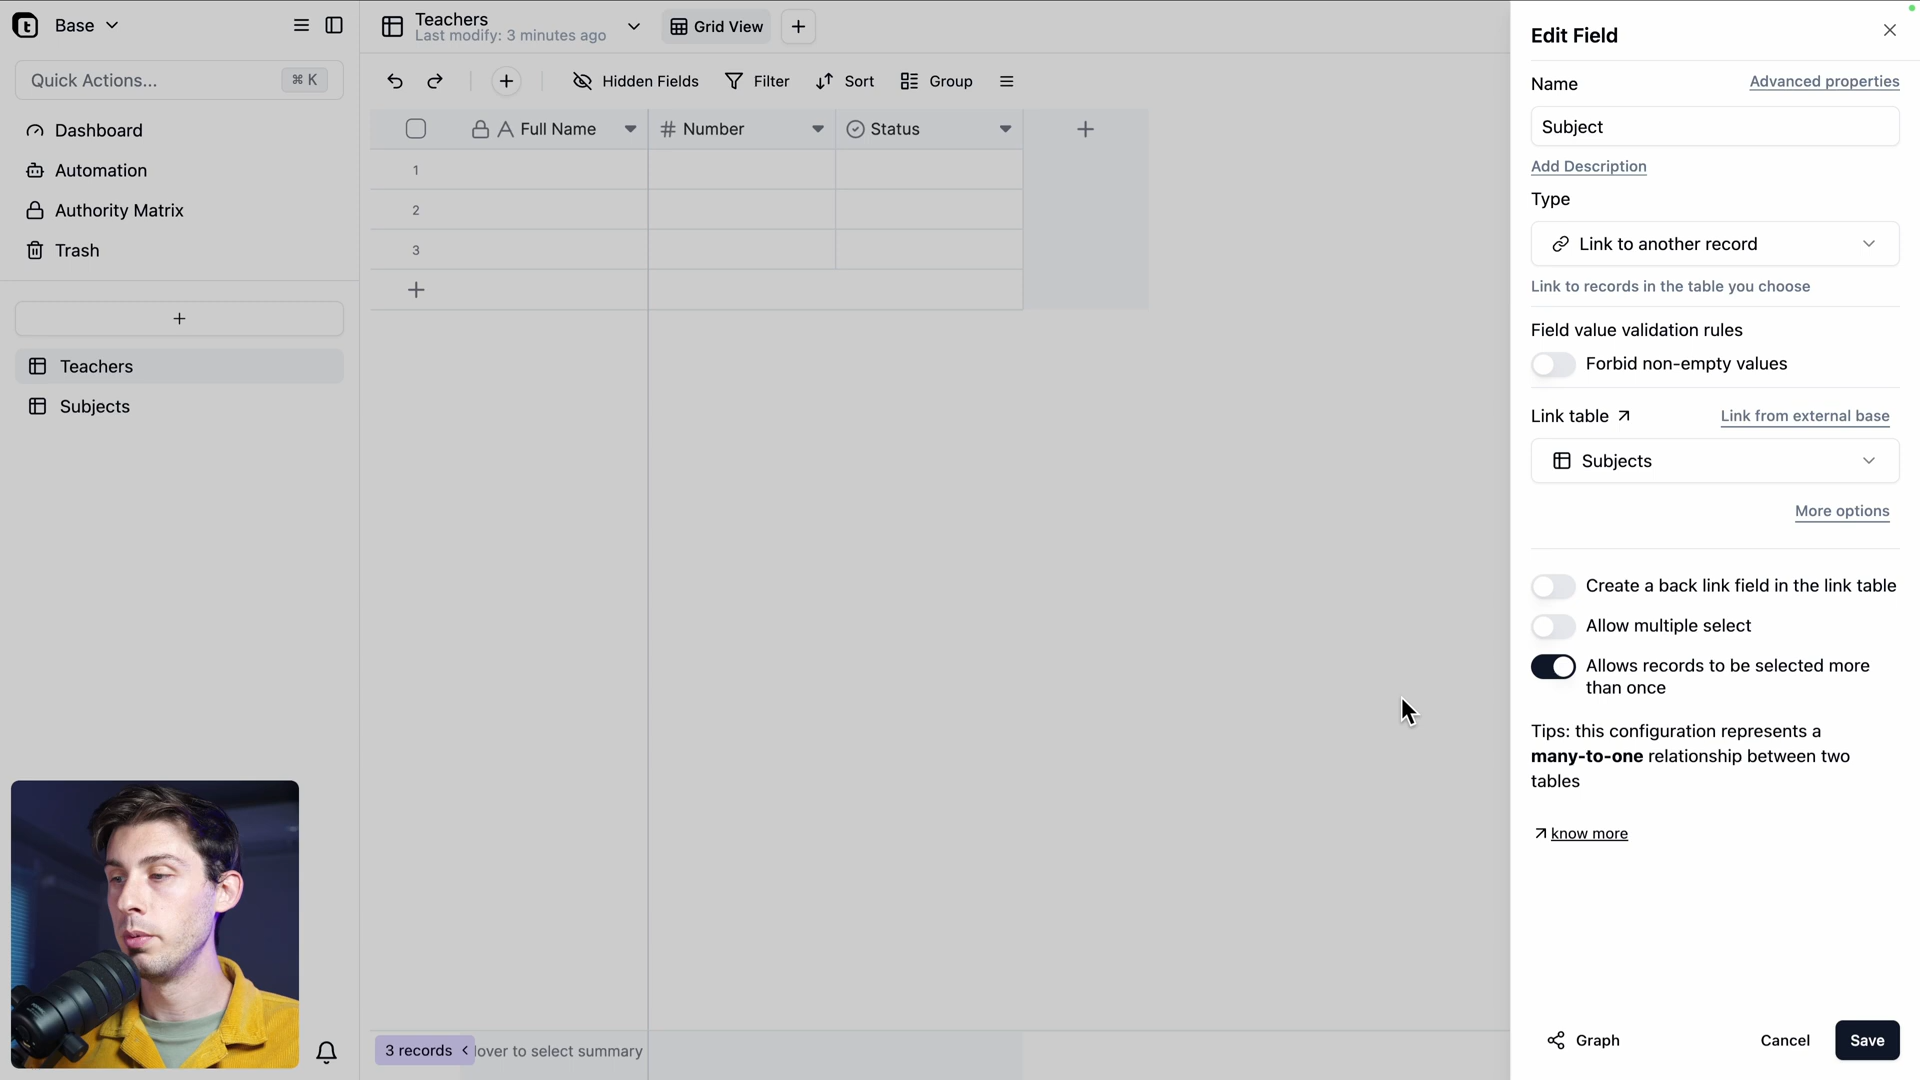 Base
Quick Actions...
⌘ K
Dashboard
Automation
Authority Matrix
Trash
+
Teachers
Subjects
Teachers
Last modify: 3 minutes ago
Grid View
+
Hidden Fields
Filter
Sort
Group
Full Name
# Number
Status
+
1
2
3
+
3 records
over to select summary
Edit Field
Name
Advanced properties
Subject
Add Description
Type
Link to another record
Link to records in the table you choose
Field value validation rules
Forbid non-empty values
Link table
Link from external base
Subjects
More options
Create a back link field in the link table
Allow multiple select
Allows records to be selected more
than once
Tips: this configuration represents a
many-to-one relationship between two
tables
know more
Graph
Cancel
Save